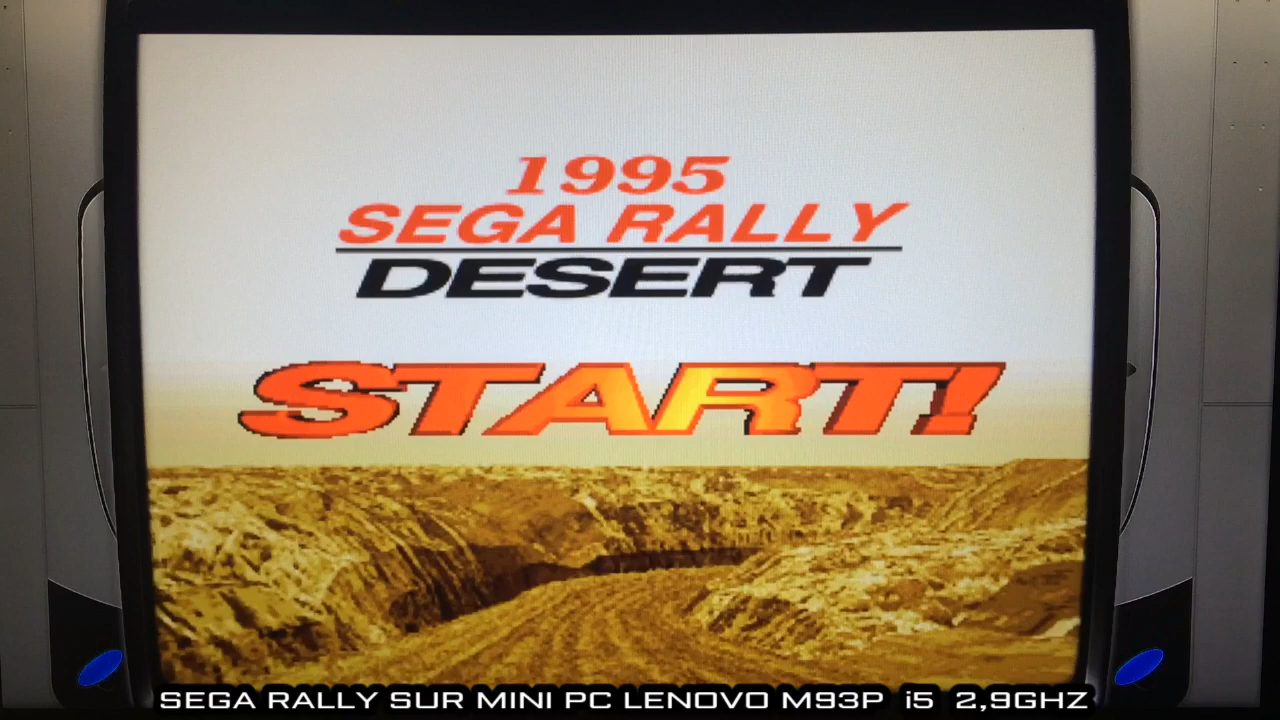 1995
SEGA RALLY
DESERT
START!
SEGA RALLY SUR MINI PC LENOVO M93P i5 2,9GHZ